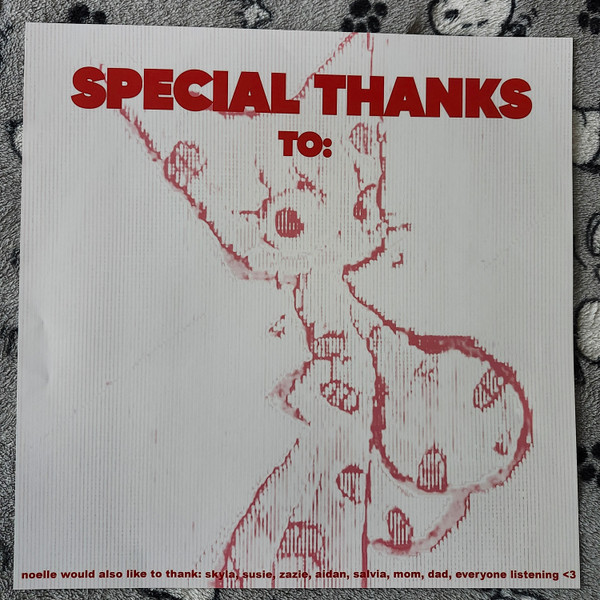 SPECIAL THANKS
TO:
noelle would also like to thank: skyla, susie, zazie, aidan, salvia, mom, dad, everyone listening <3